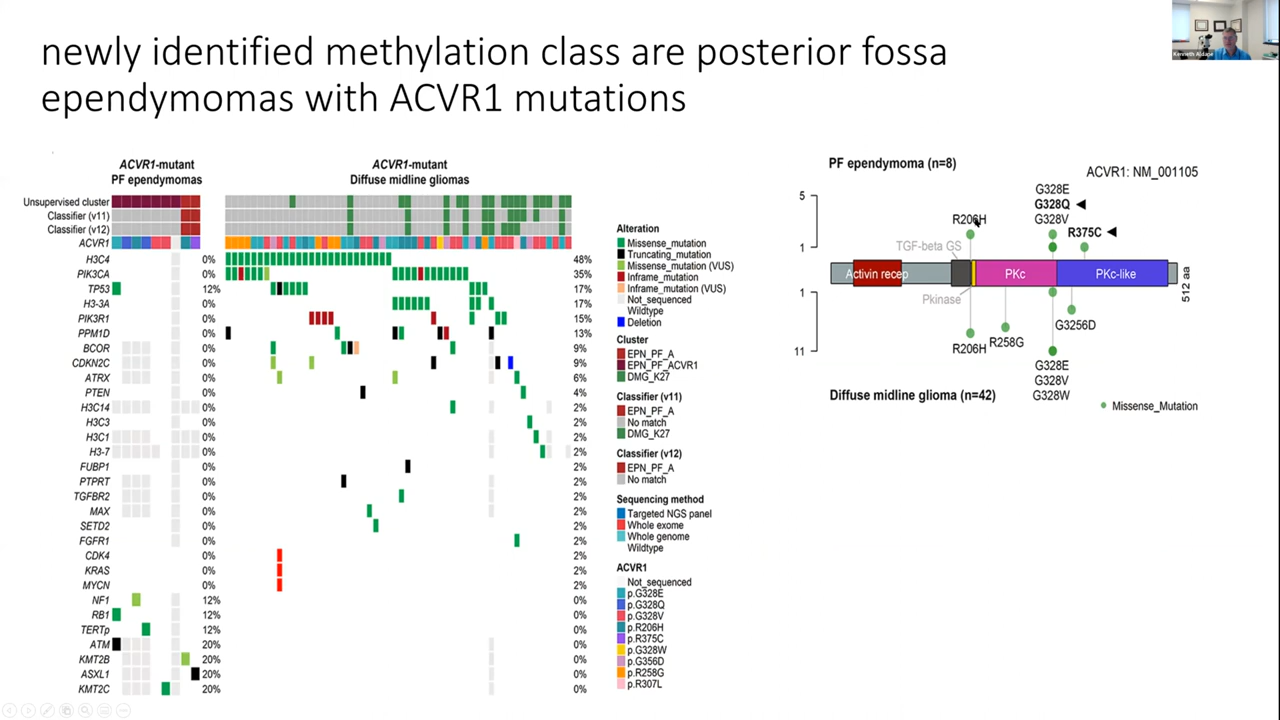 newly identified methylation class are posterior fossa
ependymomas with ACVR1 mutations
Kenneth Aldape
ACVR1-mutant
PF ependymomas
ACVR1-mutant
Diffuse midline gliomas
Unsupervised cluster
Classifier (v11)
Classifier (v12)
ACVR1
H3C4 0% 48%
PIK3CA 0% 35%
TP53 12% 17%
H3-3A 0% 17%
PIK3R1 0% 15%
PPM1D 0% 13%
BCOR 0% 9%
CDKN2C 0% 9%
ATRX 0% 6%
PTEN 0% 4%
H3C14 0% 2%
H3C3 0% 2%
H3C1 0% 2%
H3-7 0% 2%
FUBP1 0% 2%
PTPRT 0% 2%
TGFBR2 0% 2%
MAX 0% 2%
SETD2 0% 2%
FGFR1 0% 2%
CDK4 0% 2%
KRAS 0% 2%
MYCN 0% 2%
NF1 12% 0%
RB1 12% 0%
TERTp 12% 0%
ATM 20% 0%
KMT2B 20% 0%
ASXL1 20% 0%
KMT2C 20% 0%
Alteration
Missense_mutation
Truncating_mutation
Missense_mutation (VUS)
Inframe_mutation
Inframe_mutation (VUS)
Not_sequenced
Wildtype
Deletion
Cluster
EPN_PF_A
EPN_PF_ACVR1
DMG_K27
Classifier (v11)
EPN_PF_A
No match
DMG_K27
Classifier (v12)
EPN_PF_A
No match
Sequencing method
Targeted NGS panel
Whole exome
Whole genome
Wildtype
ACVR1
Not_sequenced
p.G328E
p.G328Q
p.G328V
p.R206H
p.R375C
p.G328W
p.G356D
p.R258G
p.R307L
PF ependymoma (n=8)
ACVR1: NM_001105
5
G328E
G328Q
R206H G328V
R375C
1
TGF-beta GS
Activin recep PKc PKc-like
512 aa
Pkinase
1
G3256D
R206H R258G
11
G328E
G328V
G328W
Diffuse midline glioma (n=42)
Missense_Mutation